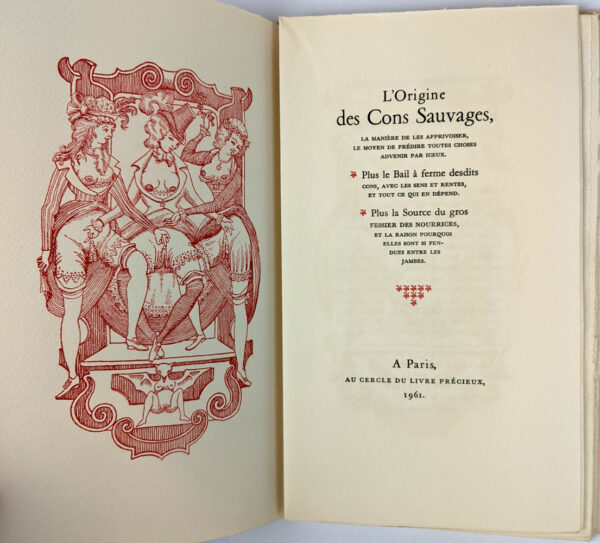 L'Origine
des Cons Sauvages,
LA MANIÈRE DE LES APPRIVOISER,
LE MOYEN DE PRÉDIRE TOUTES CHOSES
ADVENIR PAR ICEUX.
Plus le Bail à ferme desdits
CONS, AVEC LES SENS ET RENTES,
ET TOUT CE QUI EN DÉPEND.
Plus la Source du gros
FESSIER DES NOURRICES,
ET LA RAISON POURQUOI
ELLES SONT SI FEN-
DUES ENTRE LES
JAMBES.
A Paris,
AU CERCLE DU LIVRE PRÉCIEUX,
1961.